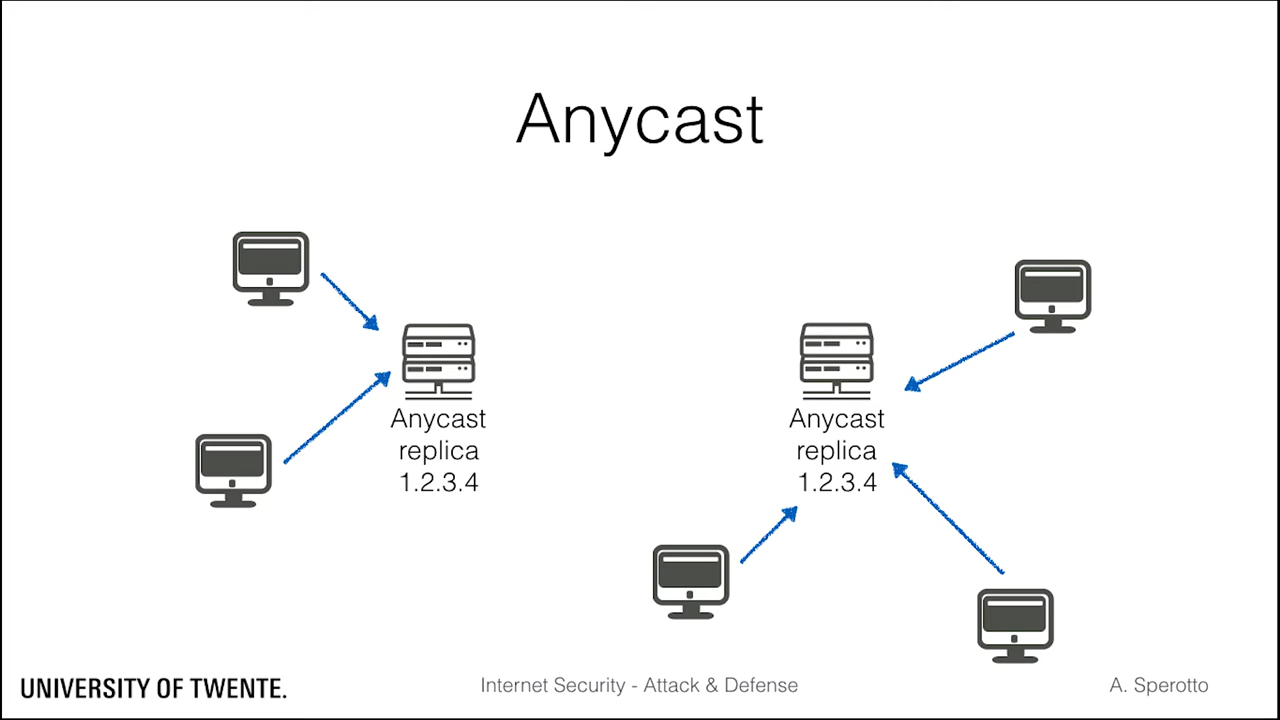 Anycast
Anycast
replica
1.2.3.4
Anycast
replica
1.2.3.4
UNIVERSITY OF TWENTE.
Internet Security - Attack & Defense
A. Sperotto